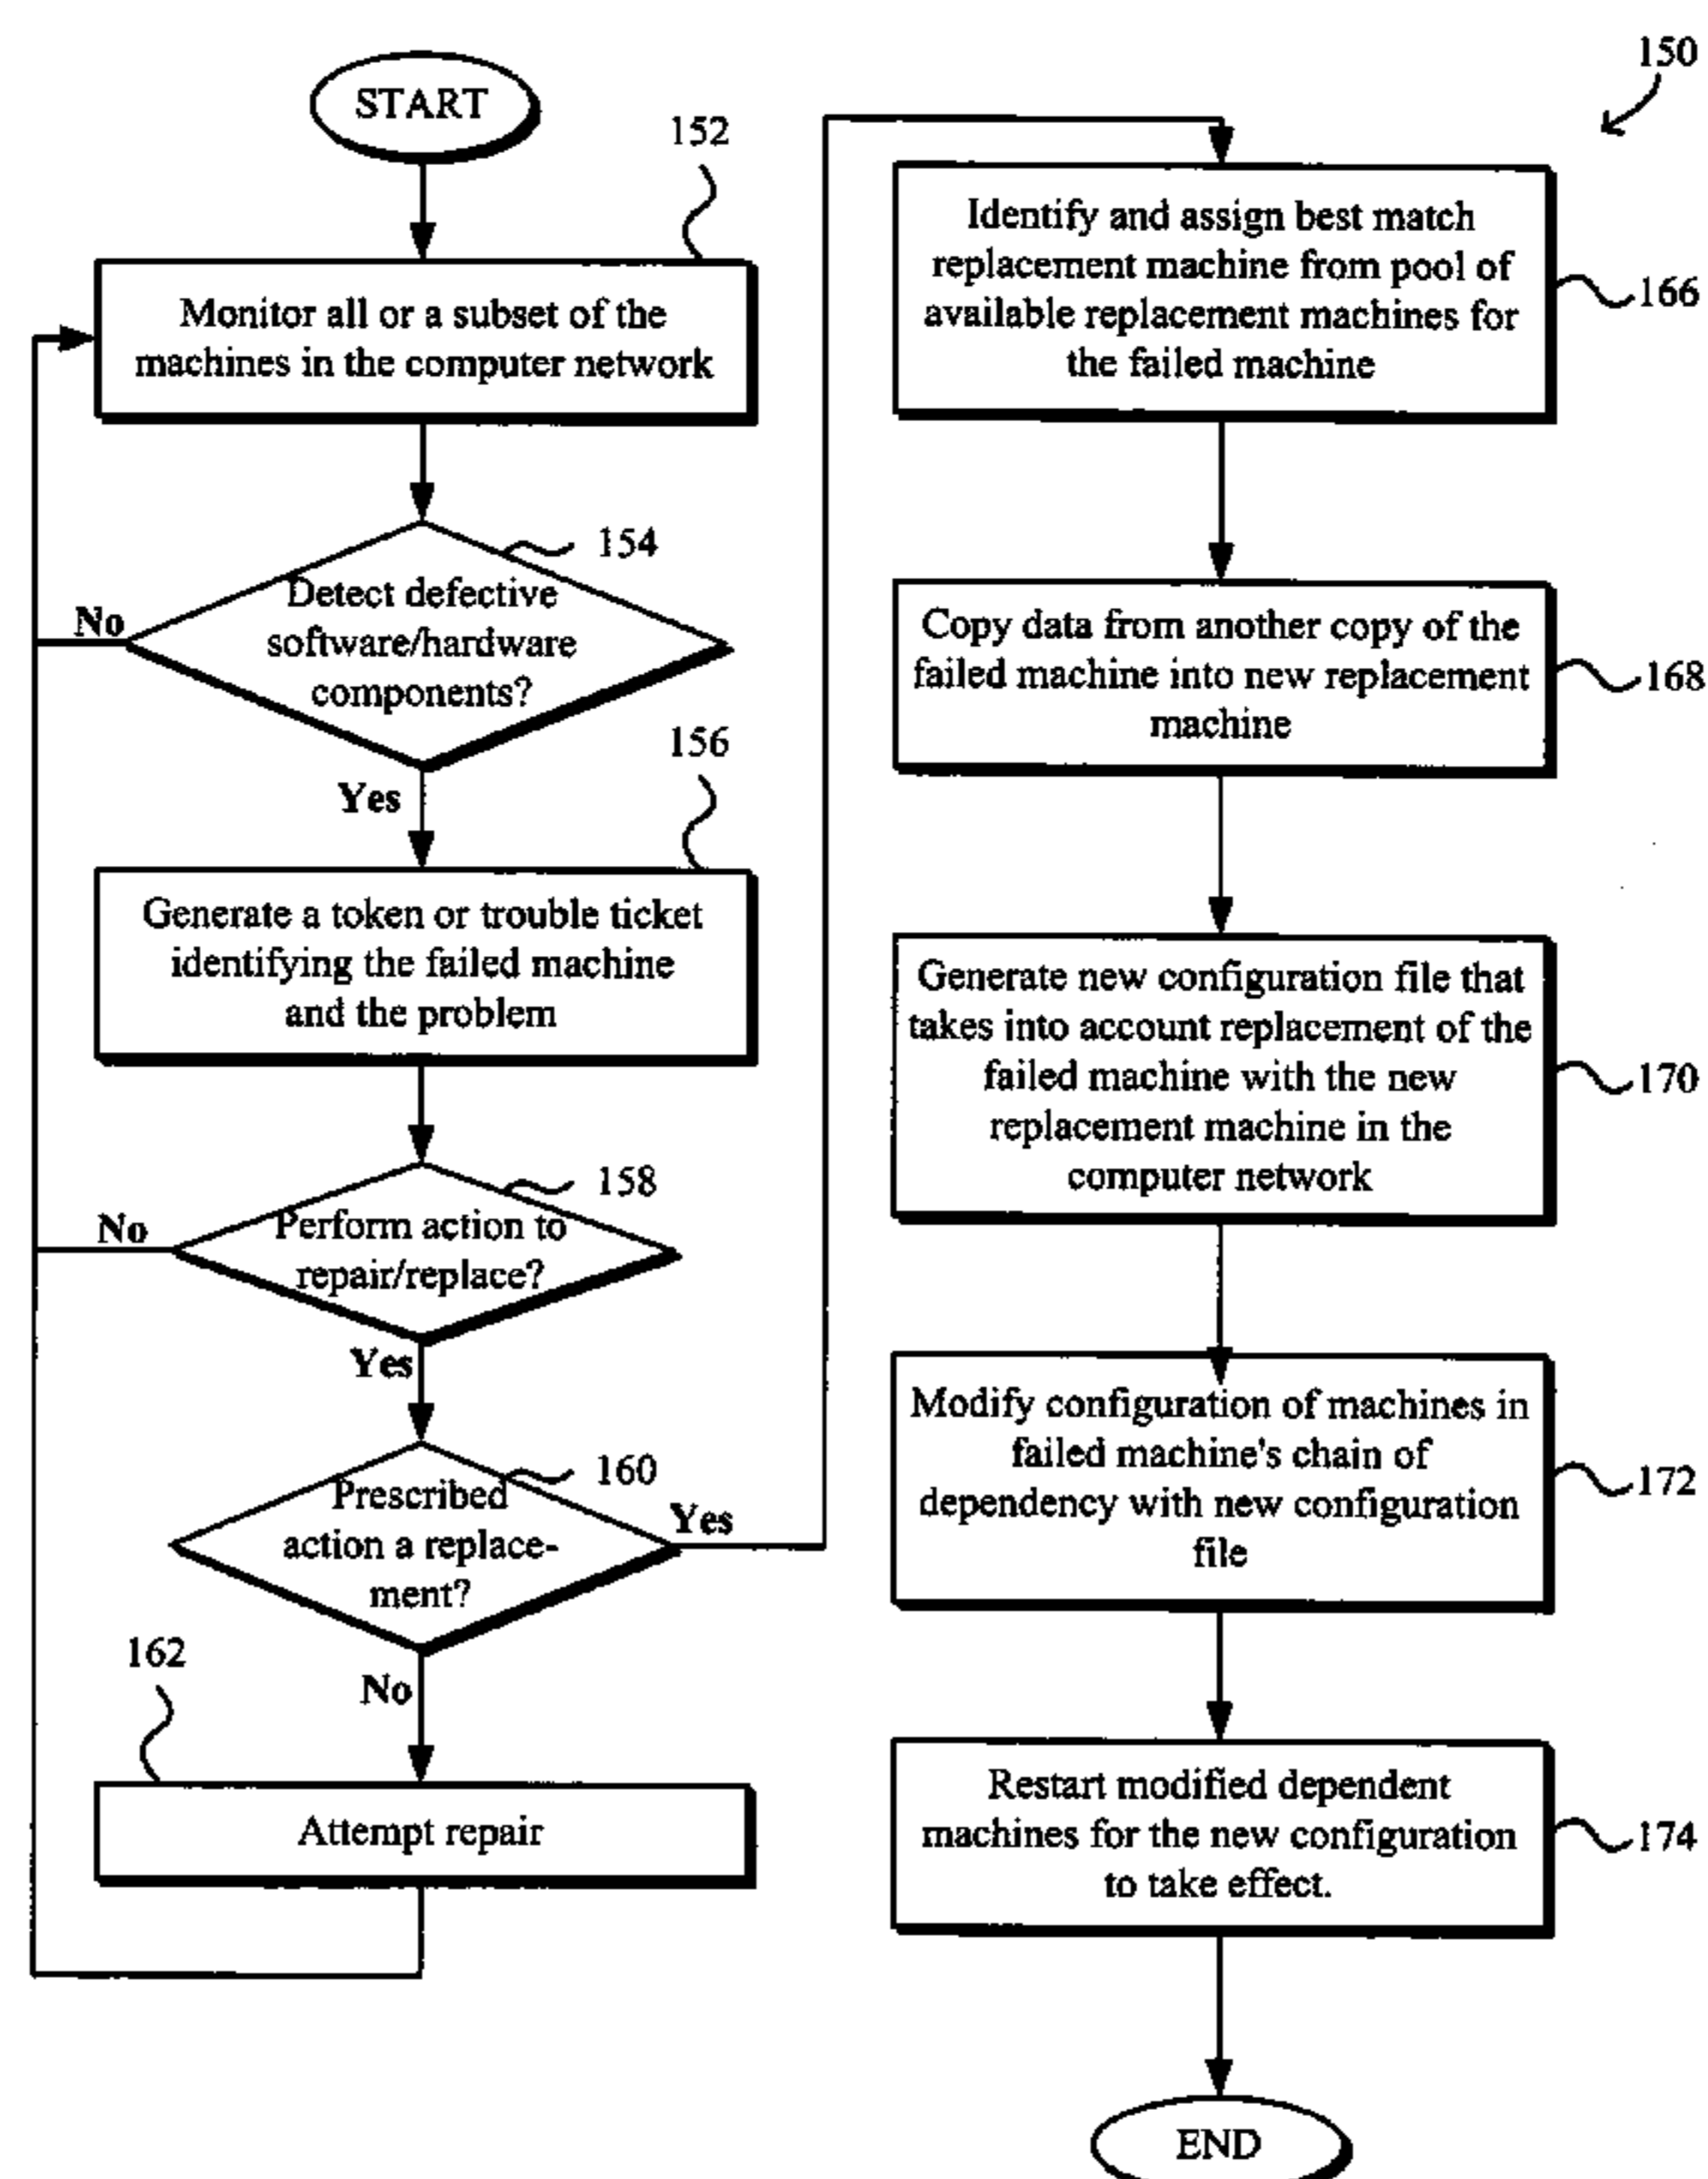 START
152
Monitor all or a subset of the
machines in the computer network
154
Detect defective
software/hardware
components?
No
Yes
156
Generate a token or trouble ticket
identifying the failed machine
and the problem
158
Perform action to
repair/replace?
No
Yes
160
Prescribed
action a replace-
ment?
Yes
No
162
Attempt repair
150
Identify and assign best match
replacement machine from pool of
available replacement machines for
the failed machine
166
Copy data from another copy of the
failed machine into new replacement
machine
168
Generate new configuration file that
takes into account replacement of the
failed machine with the new
replacement machine in the
computer network
170
Modify configuration of machines in
failed machine's chain of
dependency with new configuration
file
172
Restart modified dependent
machines for the new configuration
to take effect.
174
END